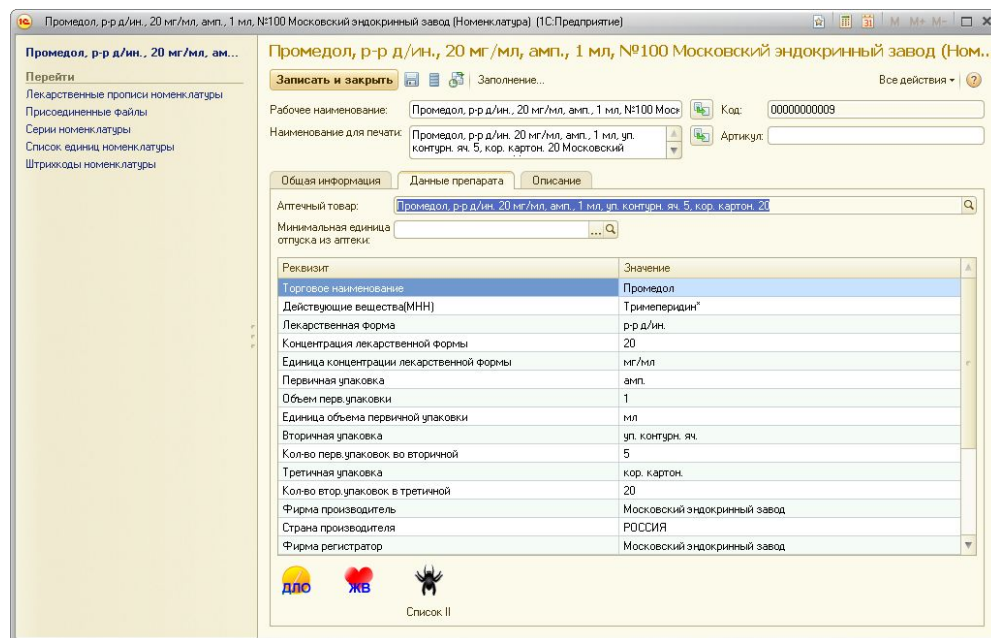 Промедол, р-р д/ин., 20 мг/мл, амп., 1 мл, №100 Московский эндокринный завод (Номенклатура) (1С:Предприятие)
M M+ M-
Промедол, р-р д/ин., 20 мг/мл, ам...
Перейти
Лекарственные прописи номенклатуры
Присоединенные файлы
Серии номенклатуры
Список единиц номенклатуры
Штрихкоды номенклатуры
Промедол, р-р д/ин., 20 мг/мл, амп., 1 мл, №100 Московский эндокринный завод (Ном...
Записать и закрыть Заполнение... Все действия
Рабочее наименование: Промедол, р-р д/ин., 20 мг/мл, амп., 1 мл, №100 Моск Код: 00000000009
Наименование для печати: Промедол, р-р д/ин. 20 мг/мл, амп., 1 мл, уп. Артикул:
контурн. яч. 5, кор. картон. 20 Московский
Общая информация Данные препарата Описание
Аптечный товар: Промедол, р-р д/ин. 20 мг/мл, амп., 1 мл, уп. контурн. яч. 5, кор. картон. 20
Минимальная единица
отпуска из аптеки: ...
Реквизит Значение
Торговое наименование Промедол
Действующие вещества(МНН) Тримеперидин*
Лекарственная форма р-р д/ин.
Концентрация лекарственной формы 20
Единица концентрации лекарственной формы мг/мл
Первичная упаковка амп.
Объем перв.упаковки 1
Единица объема первичной упаковки мл
Вторичная упаковка уп. контурн. яч.
Кол-во перв.упаковок во вторичной 5
Третичная упаковка кор. картон.
Кол-во втор.упаковок в третичной 20
Фирма производитель Московский эндокринный завод
Страна производителя РОССИЯ
Фирма регистратор Московский эндокринный завод
ДЛО ЖВ
Список II